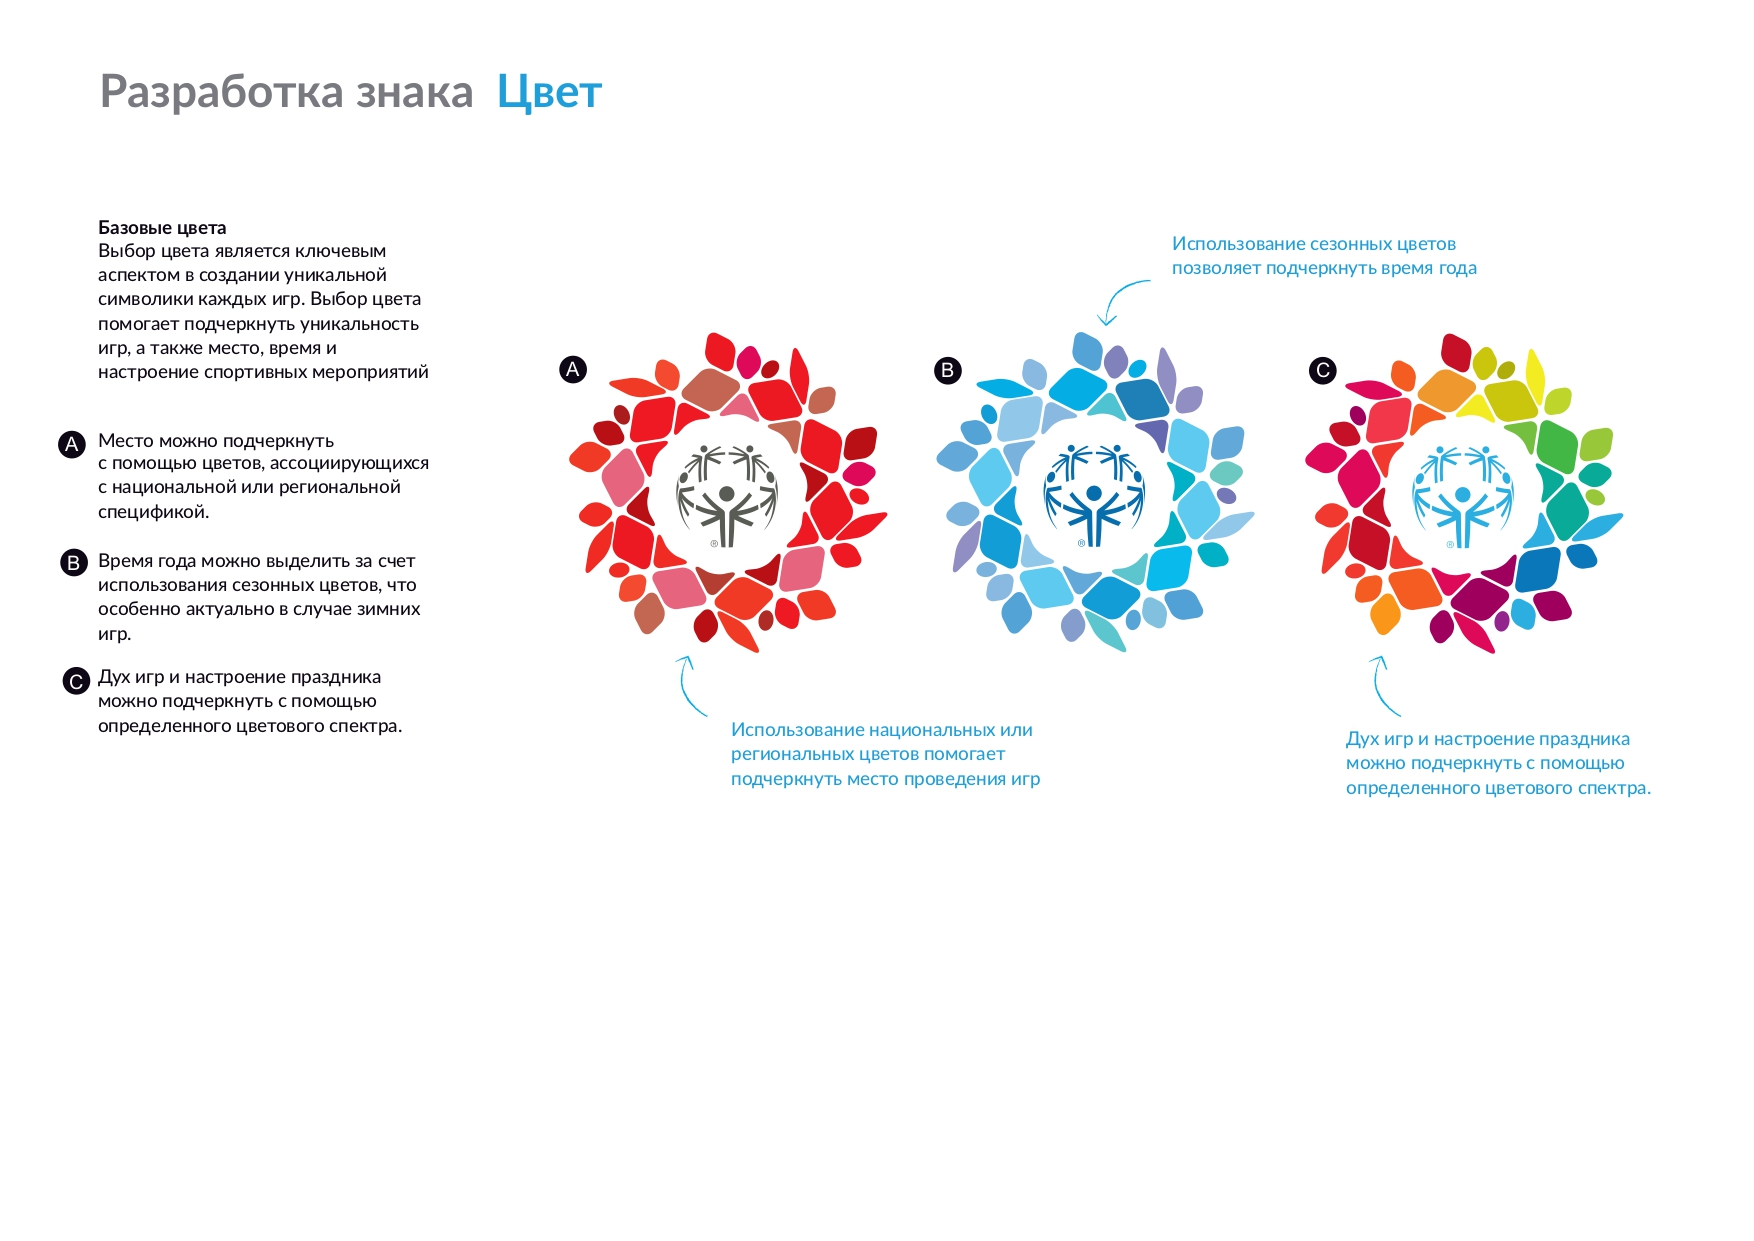 Разработка знака Цвет
Базовые цвета
Выбор цвета является ключевым
аспектом в создании уникальной
символики каждых игр. Выбор цвета
помогает подчеркнуть уникальность
игр, а также место, время и
настроение спортивных мероприятий
A Место можно подчеркнуть
с помощью цветов, ассоциирующихся
с национальной или региональной
спецификой.
B Время года можно выделить за счет
использования сезонных цветов, что
особенно актуально в случае зимних
игр.
C Дух игр и настроение праздника
можно подчеркнуть с помощью
определенного цветового спектра.
Использование сезонных цветов
позволяет подчеркнуть время года
A
B
C
®
®
®
Использование национальных или
региональных цветов помогает
подчеркнуть место проведения игр
Дух игр и настроение праздника
можно подчеркнуть с помощью
определенного цветового спектра.